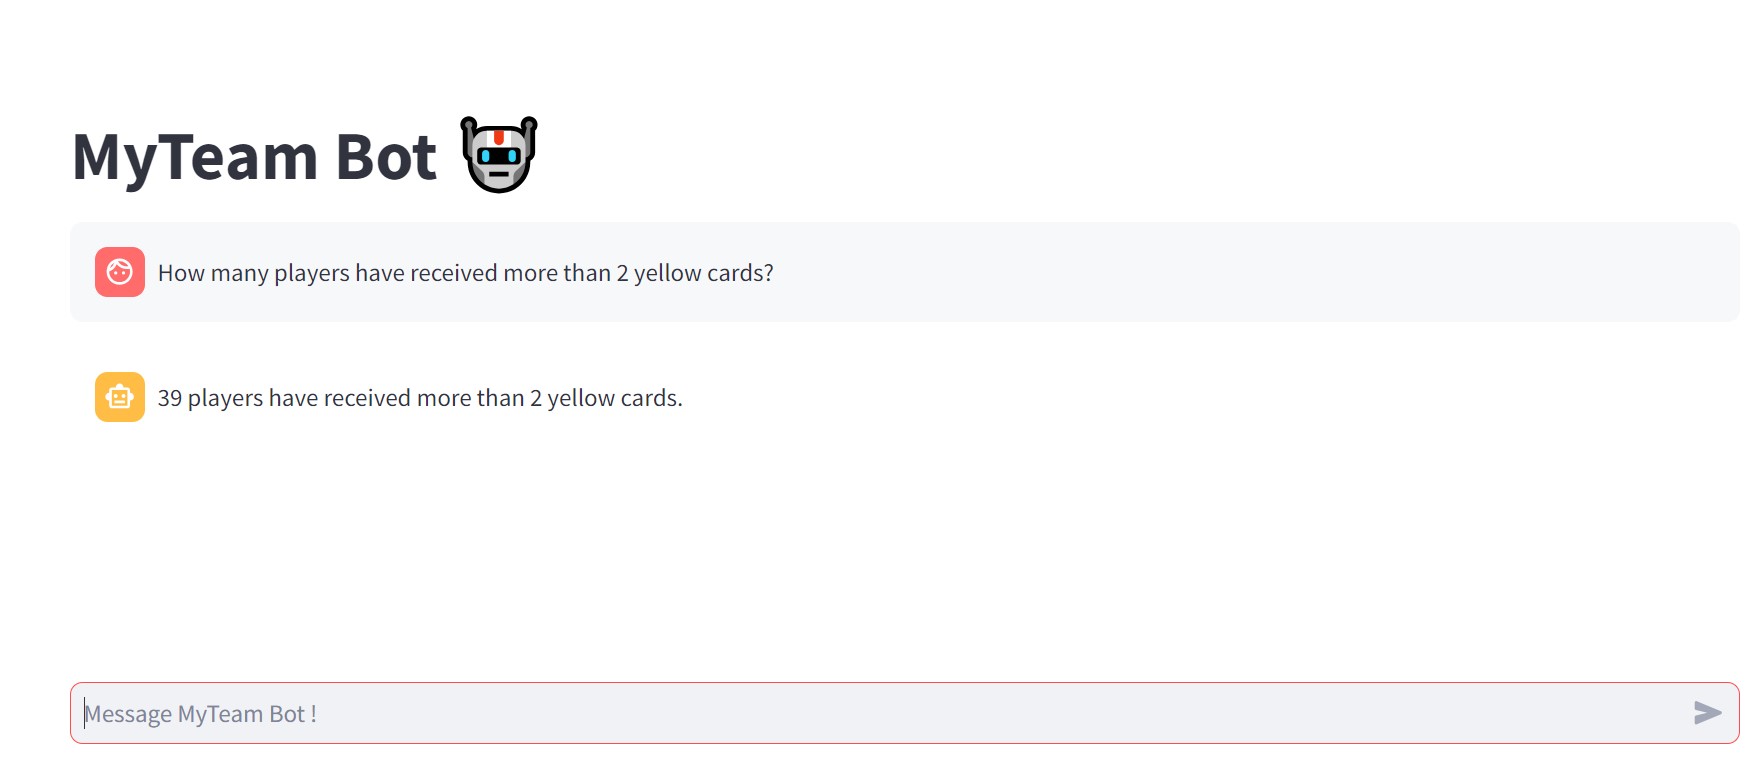 MyTeam Bot
How many players have received more than 2 yellow cards?
39 players have received more than 2 yellow cards.
Message MyTeam Bot !